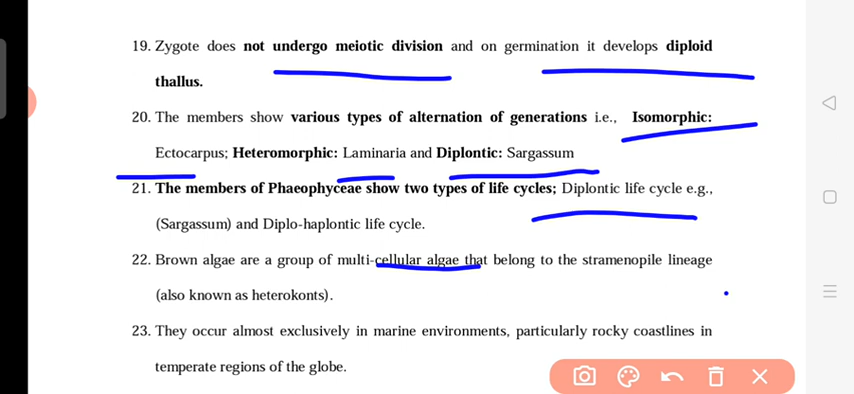 19. Zygote does not undergo meiotic division and on germination it develops diploid
thallus.
20. The members show various types of alternation of generations i.e., Isomorphic:
Ectocarpus; Heteromorphic: Laminaria and Diplontic: Sargassum
21. The members of Phaeophyceae show two types of life cycles; Diplontic life cycle e.g.,
(Sargassum) and Diplo-haplontic life cycle.
22. Brown algae are a group of multi-cellular algae that belong to the stramenopile lineage
(also known as heterokonts).
23. They occur almost exclusively in marine environments, particularly rocky coastlines in
temperate regions of the globe.